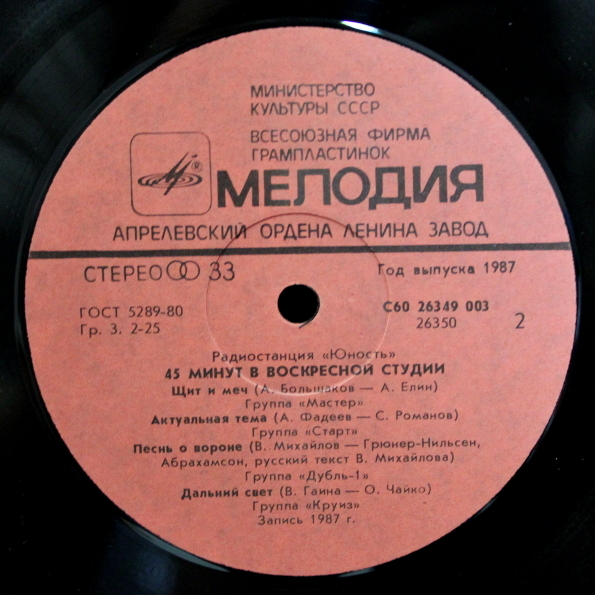 МИНИСТЕРСТВО
КУЛЬТУРЫ СССР
ВСЕСОЮЗНАЯ ФИРМА
ГРАМПЛАСТИНОК
МЕЛОДИЯ
АПРЕЛЕВСКИЙ ОРДЕНА ЛЕНИНА ЗАВОД
СТЕРЕО 33
Год выпуска 1987
ГОСТ 5289-80
С60 26349 003
Гр. 3. 2-25
26350
2
Радиостанция «Юность»
45 МИНУТ В ВОСКРЕСНОЙ СТУДИИ
Щит и меч (А. Большаков — А. Елин)
Группа «Мастер»
Актуальная тема (А. Фадеев — С. Романов)
Группа «Старт»
Песнь о вороне (В. Михайлов — Грюнер-Нильсен,
Абрахамсон, русский текст В. Михайлова)
Группа «Дубль-1»
Дальний свет (В. Гаина — О. Чайко)
Группа «Круиз»
Запись 1987 г.